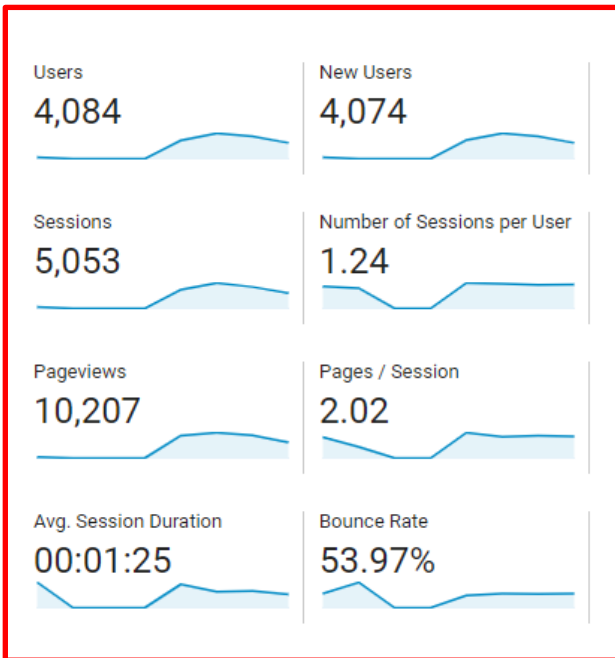 Users
4,084
New Users
4,074
Sessions
5,053
Number of Sessions per User
1.24
Pageviews
10,207
Pages / Session
2.02
Avg. Session Duration
00:01:25
Bounce Rate
53.97%